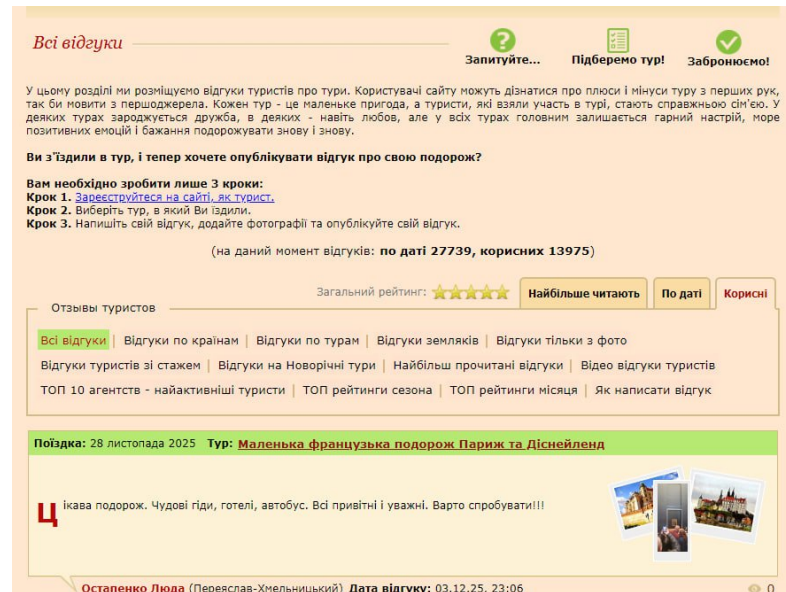 Всі відгуки
Запитуйте... Підберемо тур! Забронюємо!
У цьому розділі ми розміщуємо відгуки туристів про тури. Користувачі сайту можуть дізнатися про плюси і мінуси туру з перших рук,
так би мовити з першоджерела. Кожен тур - це маленьке пригода, а туристи, які взяли участь в турі, стають справжньою сім'єю. У
деяких турах зароджується дружба, в деяких - навіть любов, але у всіх турах головним залишається гарний настрій, море
позитивних емоцій і бажання подорожувати знову і знову.
Ви з'їздили в тур, і тепер хочете опублікувати відгук про свою подорож?
Вам необхідно зробити лише 3 кроки:
Крок 1. Зареєструйтеся на сайті, як турист.
Крок 2. Виберіть тур, в який Ви їздили.
Крок 3. Напишіть свій відгук, додайте фотографії та опублікуйте свій відгук.
(на даний момент відгуків: по даті 27739, корисних 13975)
Загальний рейтинг: Найбільше читають По даті Корисні
Отзывы туристов
Всі відгуки | Відгуки по країнам | Відгуки по турам | Відгуки земляків | Відгуки тільки з фото
Відгуки туристів зі стажем | Відгуки на Новорічні тури | Найбільш прочитані відгуки | Відео відгуки туристів
ТОП 10 агентств - найактивніші туристи | ТОП рейтинги сезона | ТОП рейтинги місяця | Як написати відгук
Поїздка: 28 листопада 2025 Тур: Маленька французька подорож Париж та Діснейленд
Цікава подорож. Чудові гіди, готелі, автобус. Всі привітні і уважні. Варто спробувати!!!
Остапенко Люда (Переяслав-Хмельницький) Дата відгуку: 03.12.25, 23:06 0